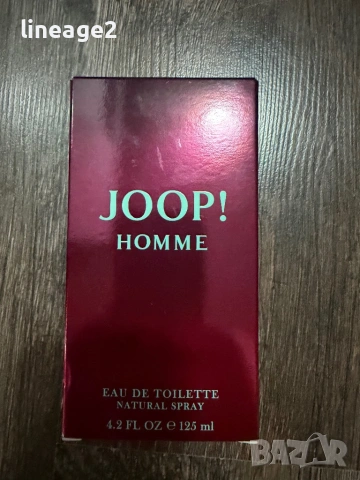 lineage2
JOOP!
HOMME
EAU DE TOILETTE
NATURAL SPRAY
4.2 FL OZ e 125 ml
BAZAR